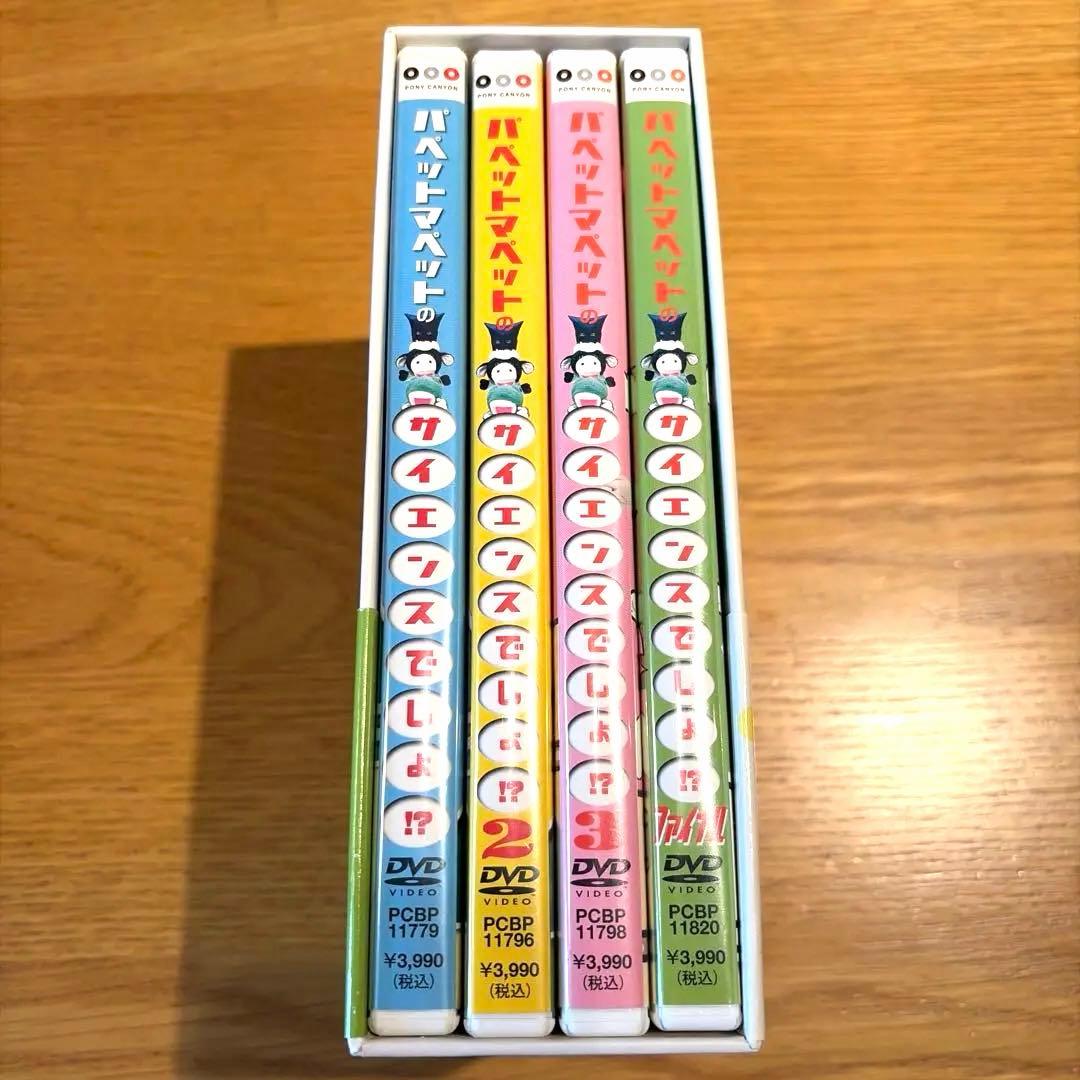 PONY CANYON
パペットマペットの
サイエンスでしょ!?
DVD
VIDEO
PCBP
11779
¥3,990
(税込)
PONY CANYON
パペットマペットの
サイエンスでしょ!?
2
DVD
VIDEO
PCBP
11796
¥3,990
(税込)
PONY CANYON
パペットマペットの
サイエンスでしょ!?
3
DVD
VIDEO
PCBP
11798
¥3,990
(税込)
PONY CANYON
パペットマペットの
サイエンスでしょ!?
ファイナル
DVD
VIDEO
PCBP
11820
¥3,990
(税込)